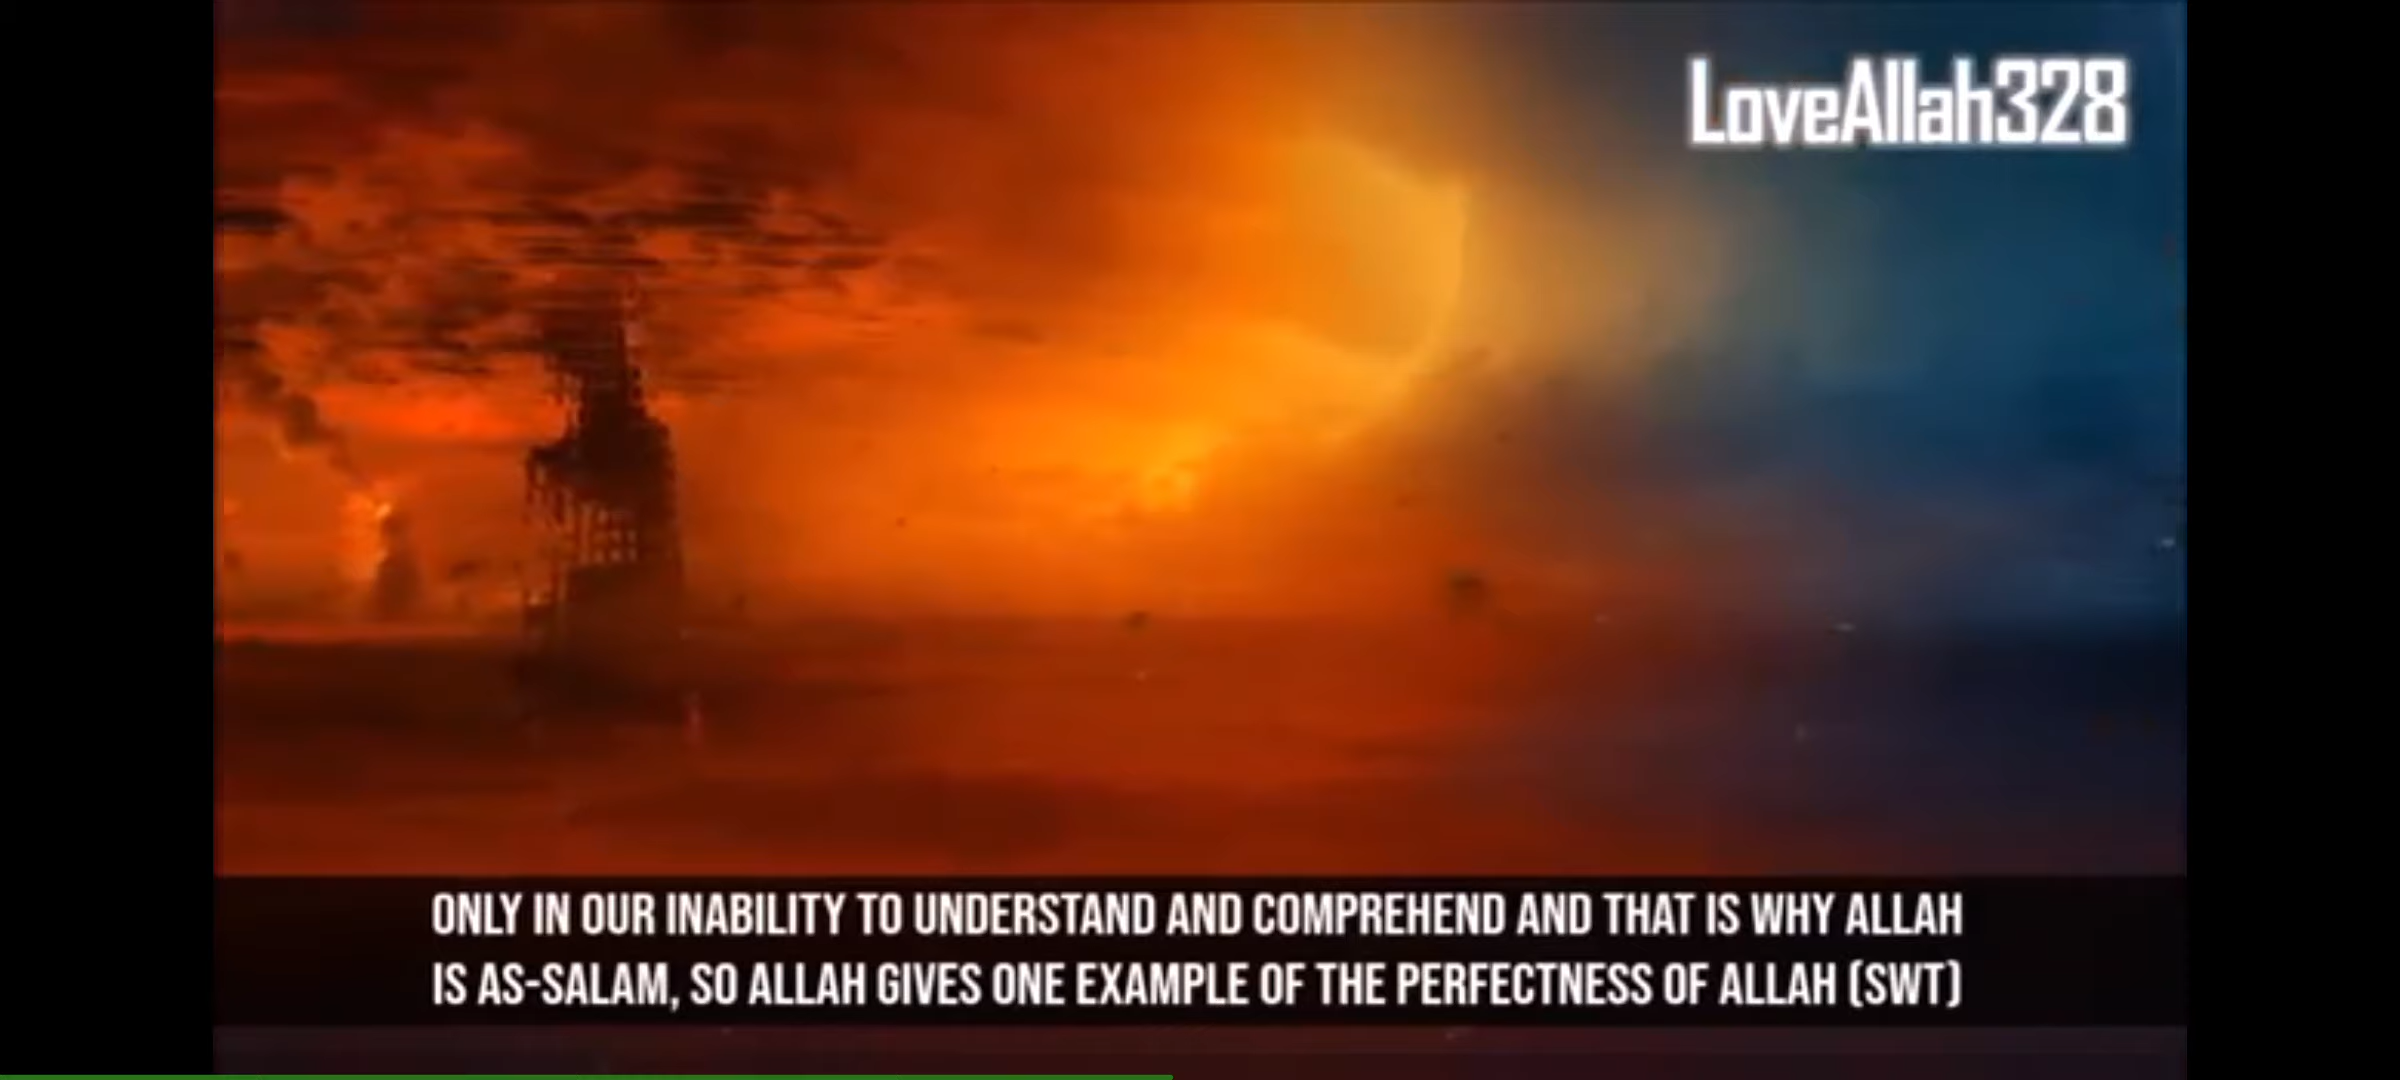 LoveAllah328
ONLY IN OUR INABILITY TO UNDERSTAND AND COMPREHEND AND THAT IS WHY ALLAH
IS AS-SALAM, SO ALLAH GIVES ONE EXAMPLE OF THE PERFECTNESS OF ALLAH (SWT)